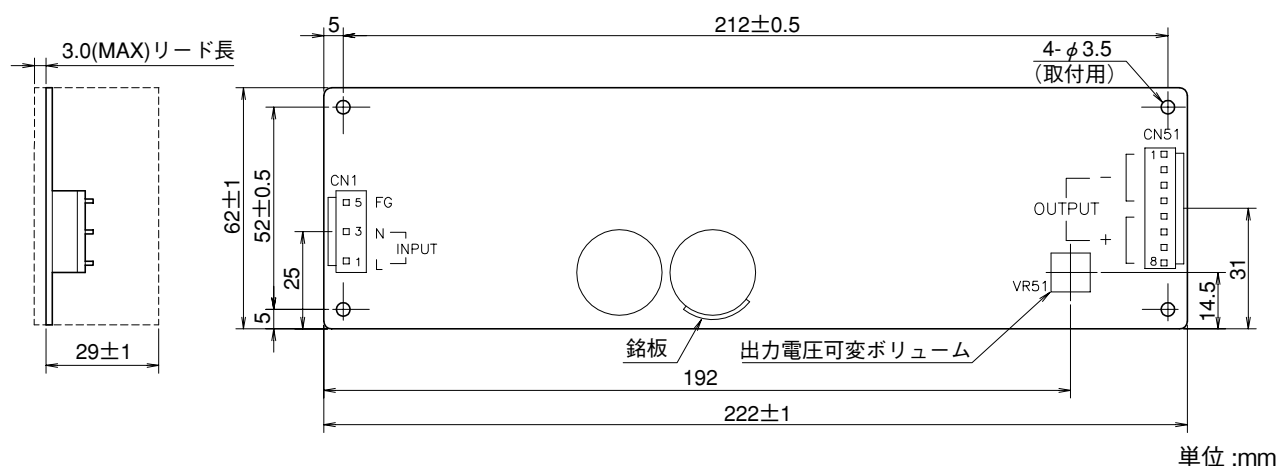 5
212±0.5
3.0(MAX)リード長
4-φ3.5
(取付用)
CN51
1
CN1
5 FG
3 N
INPUT
1 L
OUTPUT
−
+
8
VR51
62±1
52±0.5
25
5
31
14.5
29±1
銘板
出力電圧可変ボリューム
192
222±1
単位:mm